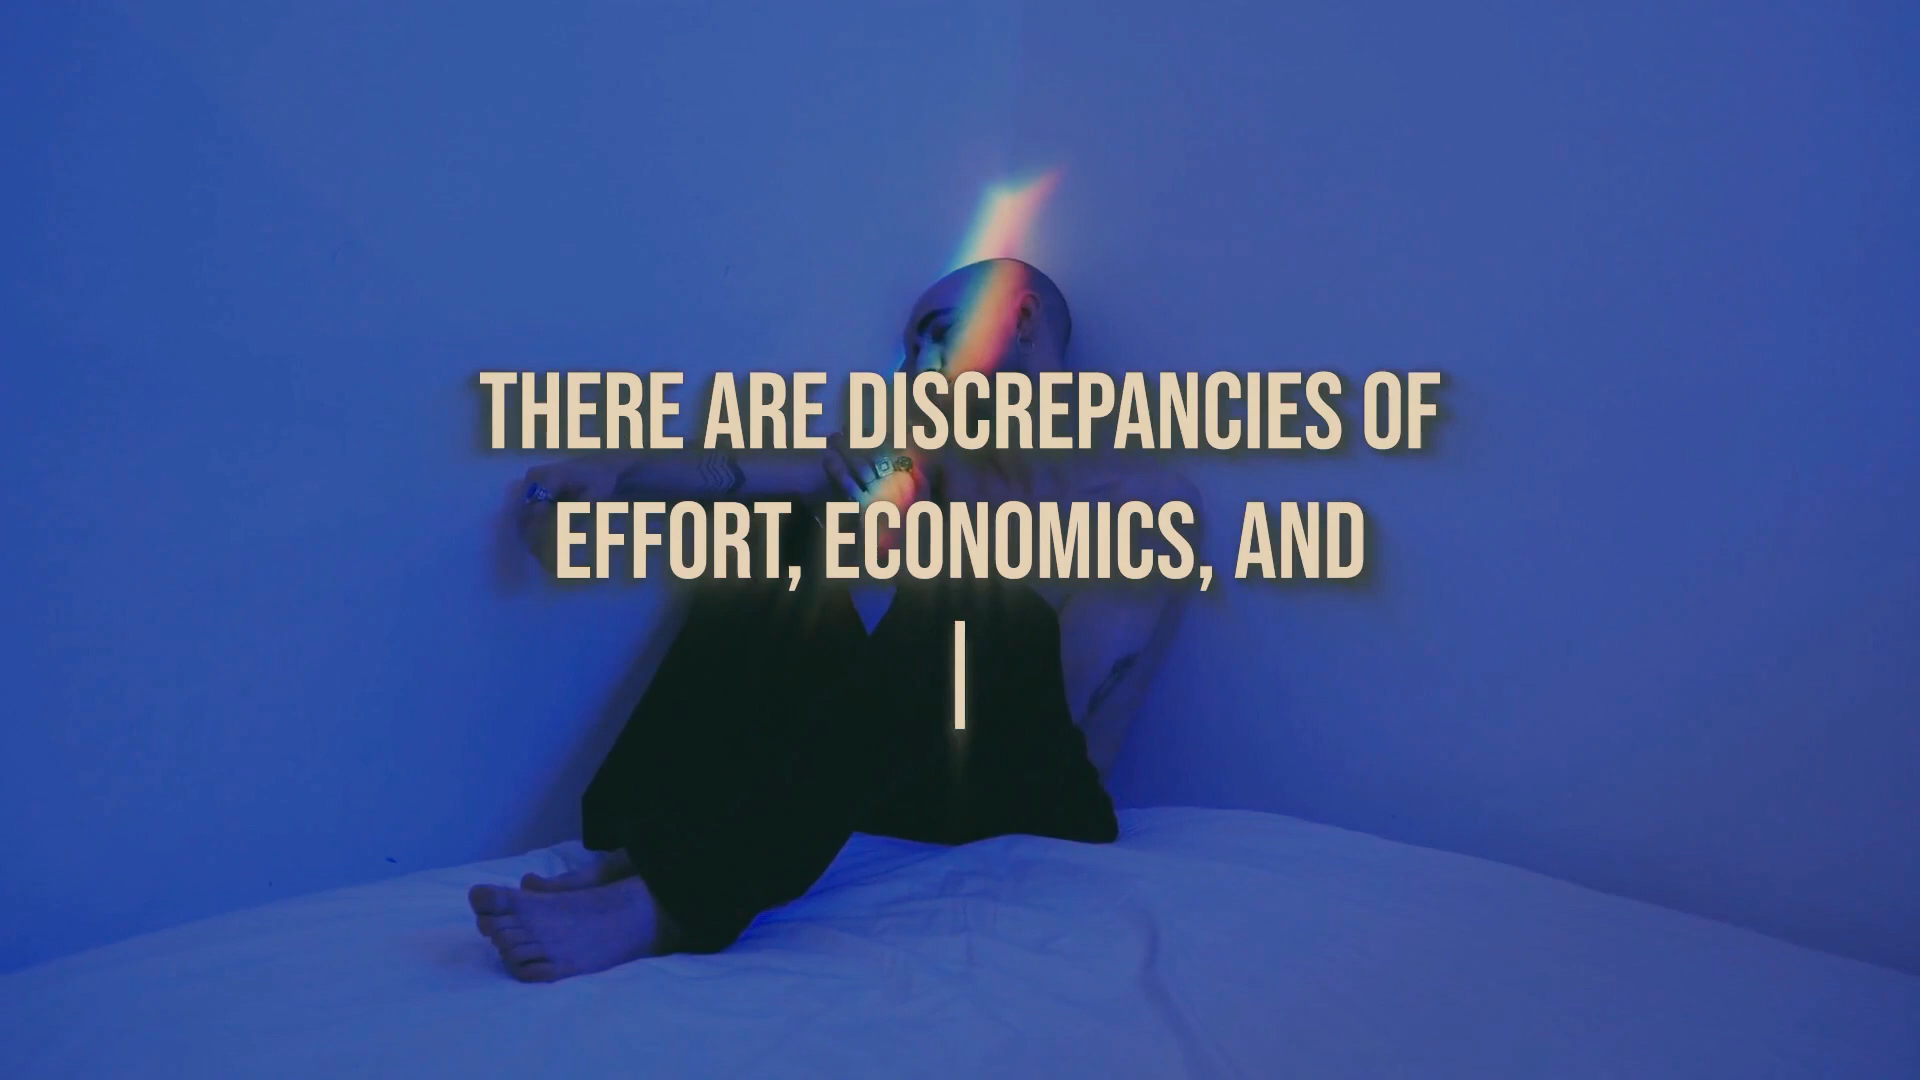 THERE ARE DISCREPANCIES OF
EFFORT, ECONOMICS, AND